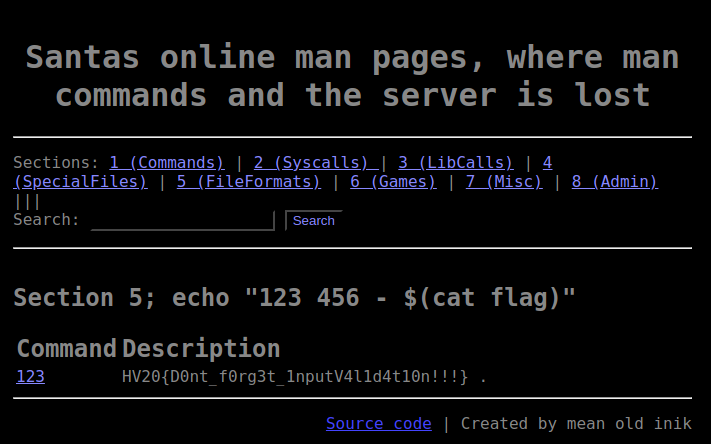 Santas online man pages, where man
commands and the server is lost
Sections: 1 (Commands) | 2 (Syscalls) | 3 (LibCalls) | 4
(SpecialFiles) | 5 (FileFormats) | 6 (Games) | 7 (Misc) | 8 (Admin)
|||
Search: Search
Section 5; echo "123 456 - $(cat flag)"
Command Description
123 HV20{D0nt_f0rg3t_1nputV4l1d4t10n!!!} .
Source code | Created by mean old inik